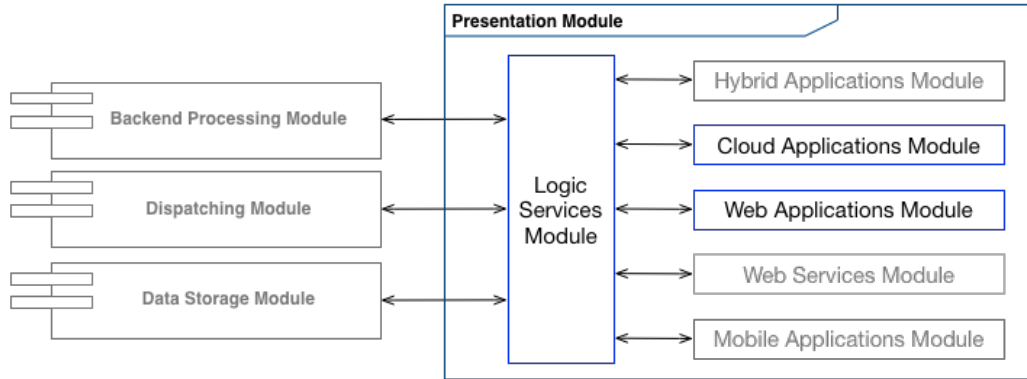 Presentation Module
Backend Processing Module
Dispatching Module
Data Storage Module
Logic
Services
Module
Hybrid Applications Module
Cloud Applications Module
Web Applications Module
Web Services Module
Mobile Applications Module